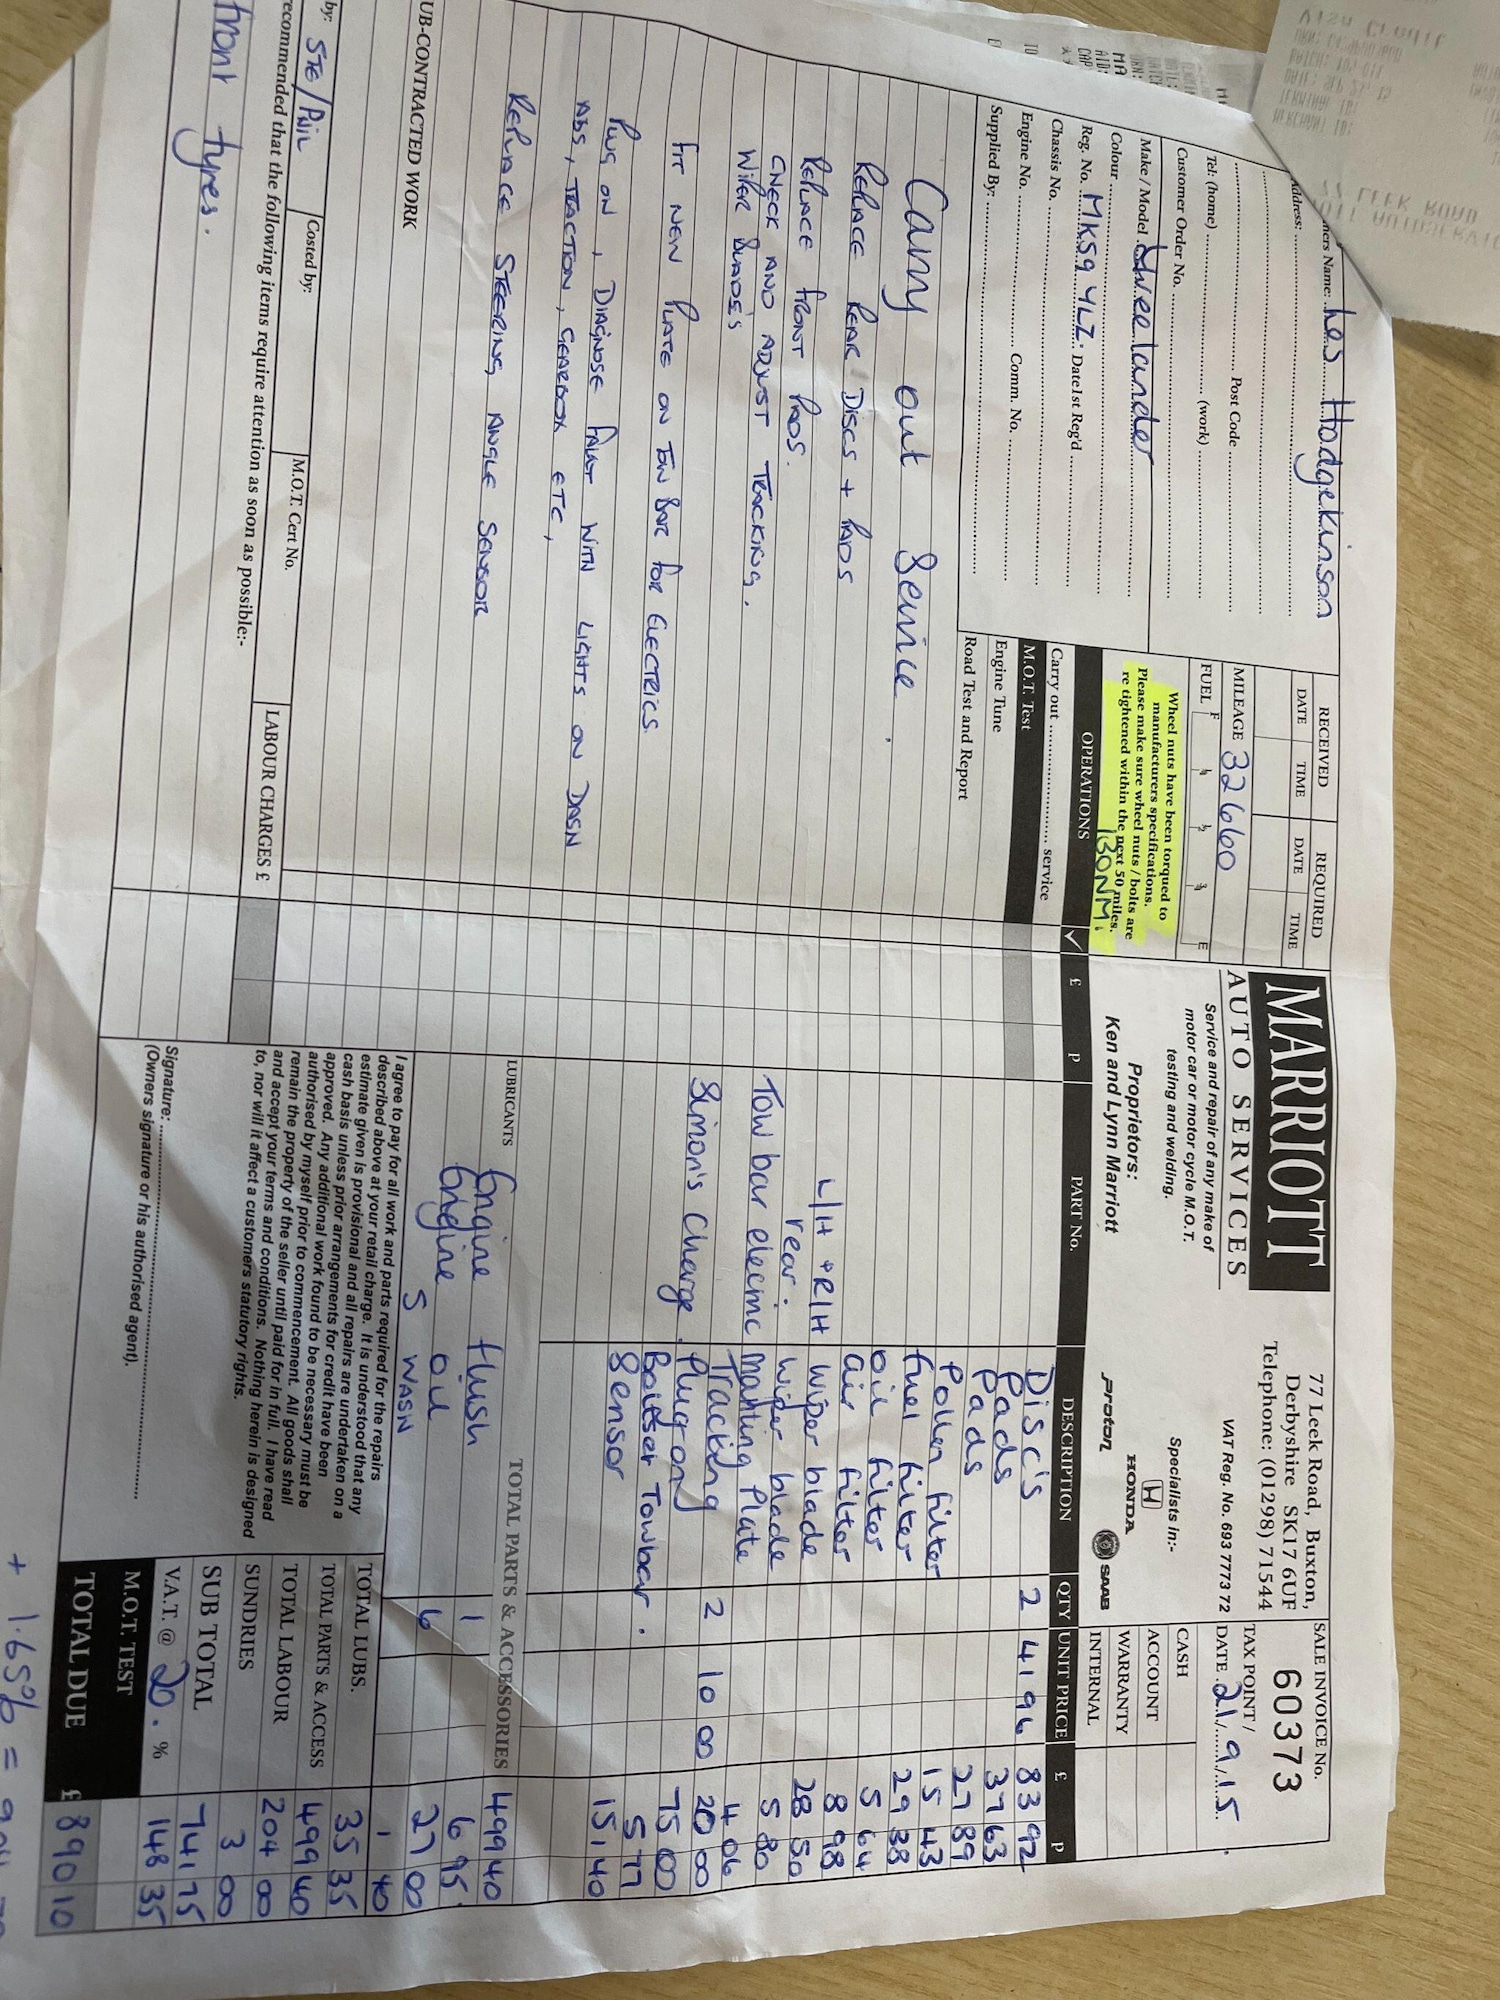 Les Hodgekinson
Address:
Post Code
Tel: (home) (work)
Customer Order No.
Make / Model Freelander
Colour
Reg. No. MK59 YLZ. Date 1st Reg'd
Chassis No.
Engine No. Comm. No.
Supplied By:
RECEIVED REQUIRED
DATE TIME DATE TIME
MILEAGE 32660
FUEL F ¼ ½ ¾ E
Wheel nuts have been torqued to
manufacturers specifications.
Please make sure wheel nuts / bolts are
re tightened within the next 50 miles.
130NM.
MARRIOTT
AUTO SERVICES
Service and repair of any make of
motor car or motor cycle M.O.T.
testing and welding.
Proprietors:
Ken and Lynn Marriott
77 Leek Road, Buxton,
Derbyshire SK17 6UF
Telephone: (01298) 71544
VAT Reg. No. 693 7773 72
Specialists in:-
HONDA
proton SAAB
SALE INVOICE No.
60373
TAX POINT /
DATE 21/9/15.
CASH
ACCOUNT
WARRANTY
INTERNAL
OPERATIONS ✓ £ p
Carry out service
M.O.T. Test
Engine Tune
Road Test and Report
Carry out Service.
REPLACE REAR DISCS + PADS
REPLACE FRONT PADS.
CHECK AND ADJUST TRACKING.
WIPER BLADES
FIT NEW PLATE ON TOW BAR FOR ELECTRICS.
PLUG ON, DIAGNOSE FAULT WITH LIGHTS ON DASH
ABS, TRACTION, GEARBOX ETC,
REPLACE STEERING ANGLE SENSOR
UB-CONTRACTED WORK
by: STE/PAIL Costed by: M.O.T. Cert No. LABOUR CHARGES £
recommended that the following items require attention as soon as possible:-
front tyres.
PART No. DESCRIPTION QTY UNIT PRICE £ p
Disc's 2 41 96 83 92
Pads 37 63
Pads 27 89
Pollen filter 15 43
fuel filter 29 38
oil filter 5 64
air filter 8 98
L/H + R/H wiper blade 28 50
rear: wiper blade 5 80
Tow bar electric Mounting Plate 4 06
Tracking 2 10 00 20 00
Simon's Charge. Plug on 75 00
5 77
Sensor 151 40
TOTAL PARTS & ACCESSORIES 499 40
LUBRICANTS Engine flush 1 6 95
Engine oil 6 27 00
S WASH 1 40
I agree to pay for all work and parts required for the repairs
described above at your retail charge. It is understood that any
estimate given is provisional and all repairs are undertaken on a
cash basis unless prior arrangements for credit have been
approved. Any additional work found to be necessary must be
authorised by myself prior to commencement. All goods shall
remain the property of the seller until paid for in full. I have read
and accept your terms and conditions. Nothing herein is designed
to, nor will it affect a customers statutory rights.
Signature:
(Owners signature or his authorised agent).
TOTAL LUBS. 35 35
TOTAL PARTS & ACCESS 499 40
TOTAL LABOUR 204 00
SUNDRIES 3 00
SUB TOTAL 741 75
V.A.T. @ 20. % 148 35
M.O.T. TEST
TOTAL DUE £ 890 10
+ 1.65% =
VISA CREDIT
77 LEEK ROAD